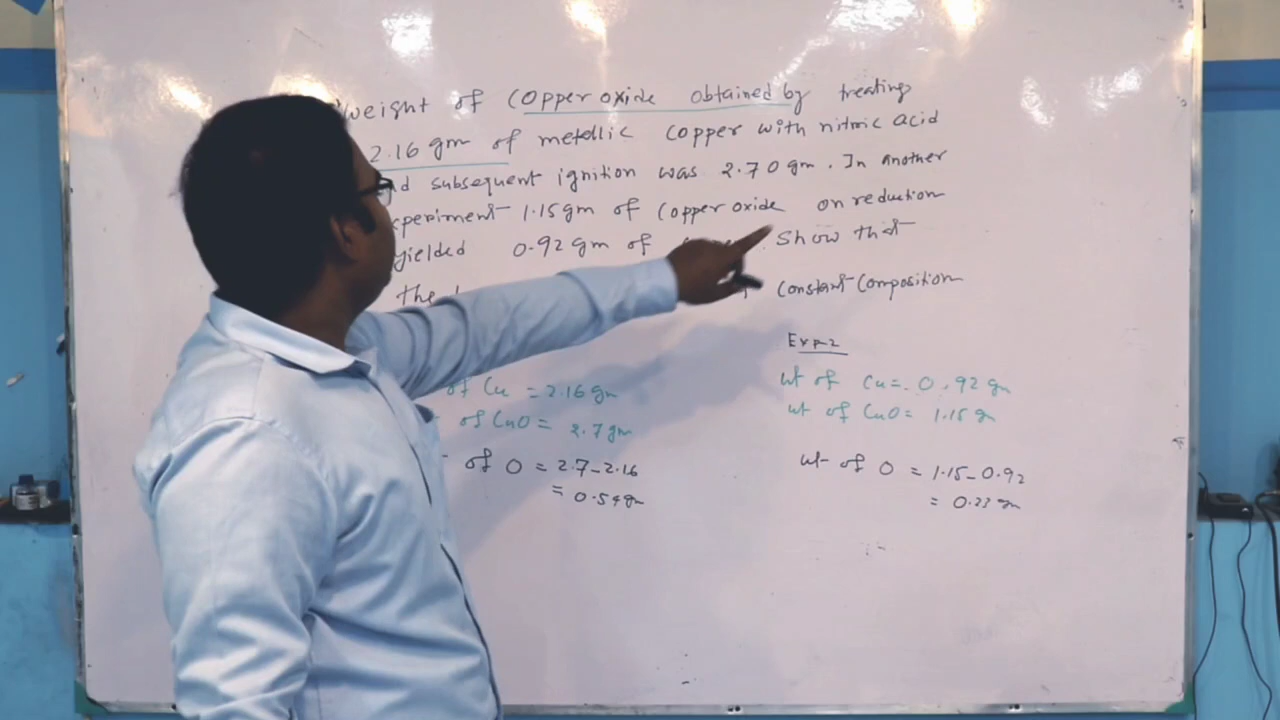 weight of Copper oxide obtained by treating
2.16 gm of metallic copper with nitric acid
subsequent ignition was 2.70 gm. In another
1.15 gm of Copper oxide on reduction
yielded 0.92 gm of . Show that
the constant Composition
Exp 2
of Cu = 2.16 gm
of CuO = 2.7 gm
of O = 2.7 - 2.16
= 0.54 gm
wt of Cu = 0.92 gm
wt of CuO = 1.15 gm
wt of O = 1.15 - 0.92
= 0.23 gm